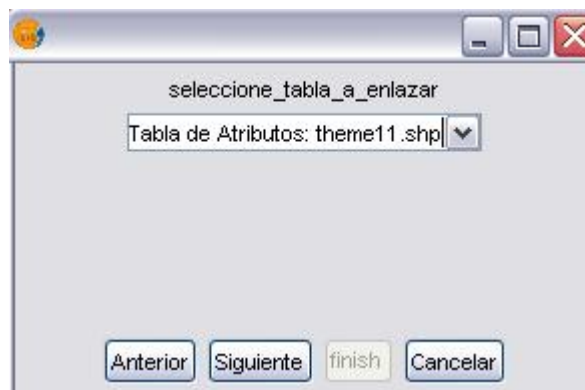 seleccione_tabla_a_enlazar
Tabla de Atributos: theme11.shp
Anterior Siguiente finish Cancelar